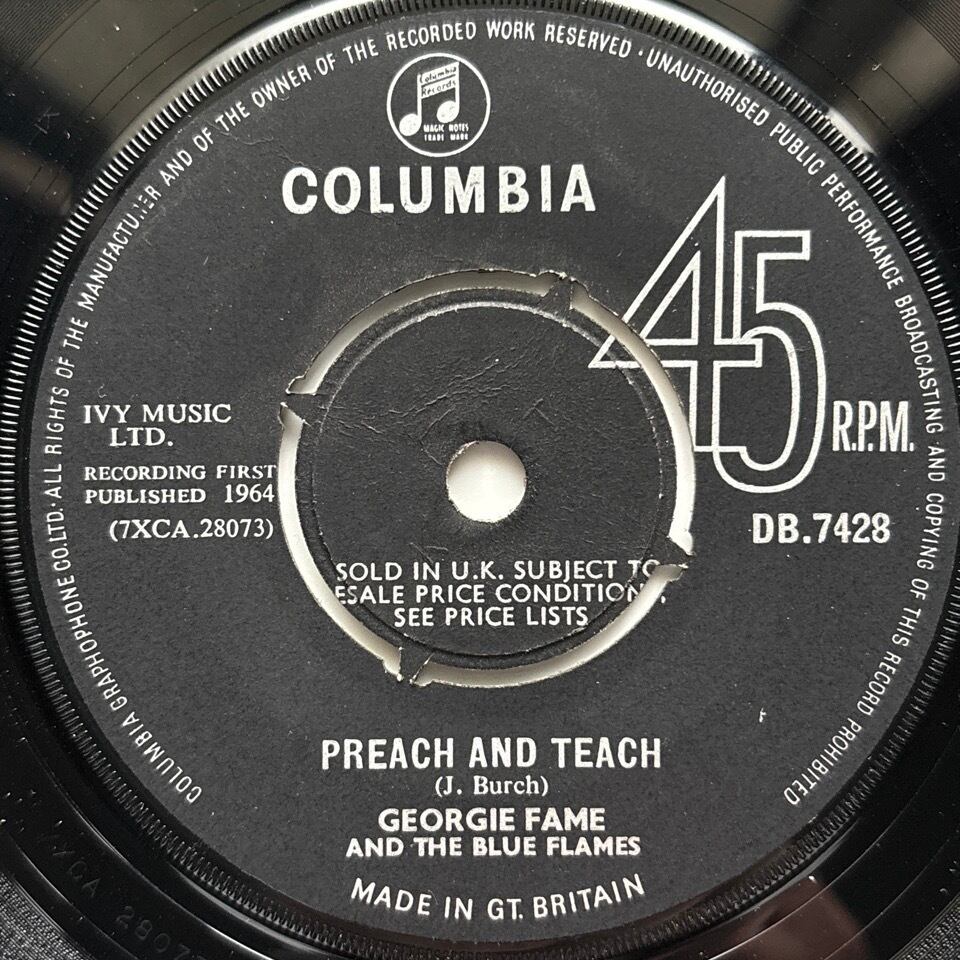 COLUMBIA GRAPHOPHONE CO.LTD. ALL RIGHTS OF THE MANUFACTURER AND OF THE OWNER OF THE RECORDED WORK RESERVED · UNAUTHORISED PUBLIC PERFORMANCE BROADCASTING AND COPYING OF THIS RECORD PROHIBITED
Columbia
Records
MAGIC NOTES
TRADE MARK
COLUMBIA
45
R.P.M.
IVY MUSIC
LTD.
RECORDING FIRST
PUBLISHED 1964
(7XCA.28073)
DB.7428
SOLD IN U.K. SUBJECT TO
ESALE PRICE CONDITIONS,
SEE PRICE LISTS
PREACH AND TEACH
(J. Burch)
GEORGIE FAME
AND THE BLUE FLAMES
MADE IN GT. BRITAIN